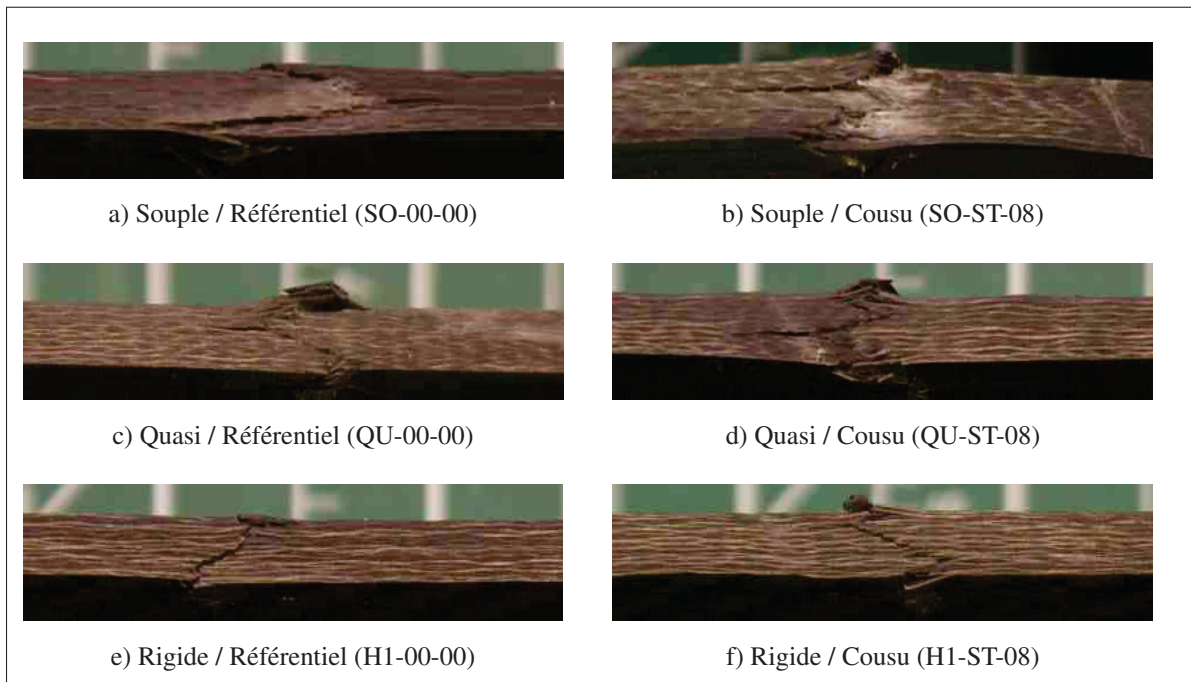 a) Souple / Référentiel (SO-00-00)
b) Souple / Cousu (SO-ST-08)
c) Quasi / Référentiel (QU-00-00)
d) Quasi / Cousu (QU-ST-08)
e) Rigide / Référentiel (H1-00-00)
f) Rigide / Cousu (H1-ST-08)